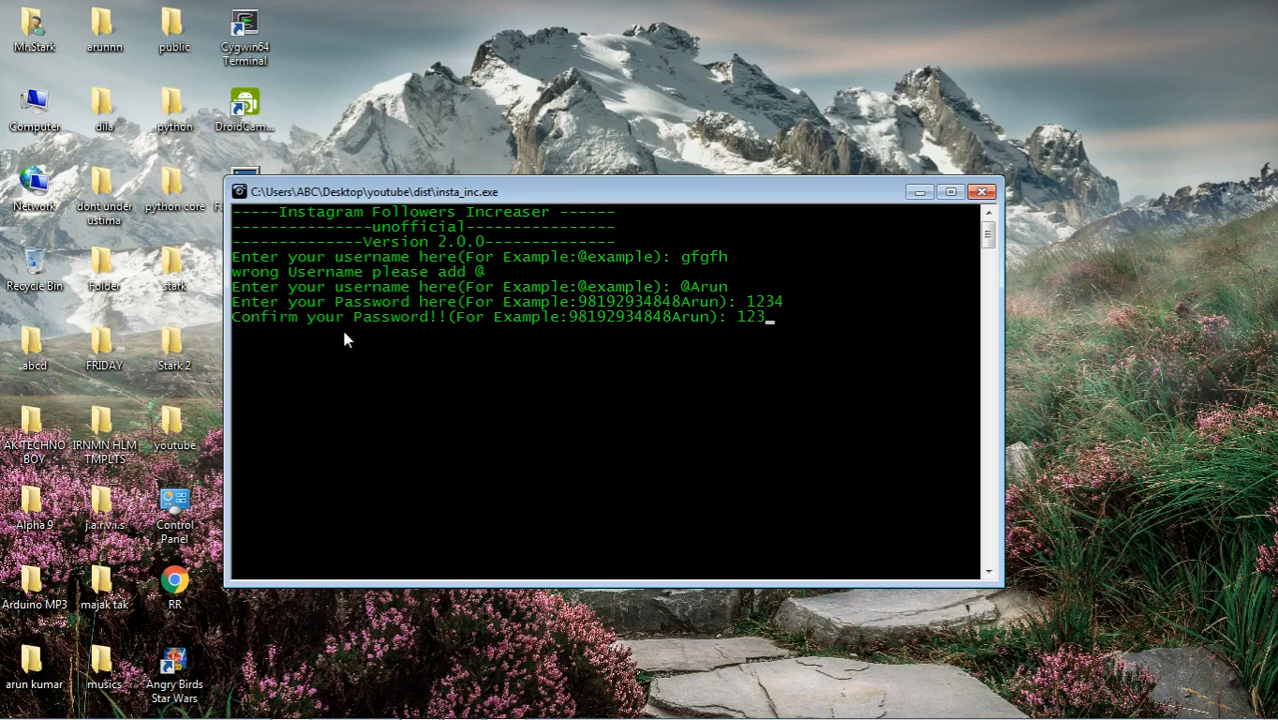 Mr.Stark
arunnn
public
Cygwin64
Terminal
Computer
dila
python
DroidCam...
Network
dont under
ustima
python core
Recycle Bin
Folder
stark
abcd
FRIDAY
Stark 2
AK TECHNO
BOY
IRNMN HLM
TMPLTS
youtube
Alpha 9
j.a.r.v.i.s
Control
Panel
Arduino MP3
majak tak
RR
arun kumar
musics
Angry Birds
Star Wars
C:\Users\ABC\Desktop\youtube\dist\insta_inc.exe
-----Instagram Followers Increaser ------
---------------unofficial----------------
--------------Version 2.0.0--------------
Enter your username here(For Example:@example): gfgfh
wrong Username please add @
Enter your username here(For Example:@example): @Arun
Enter your Password here(For Example:98192934848Arun): 1234
Confirm your Password!!(For Example:98192934848Arun): 123_